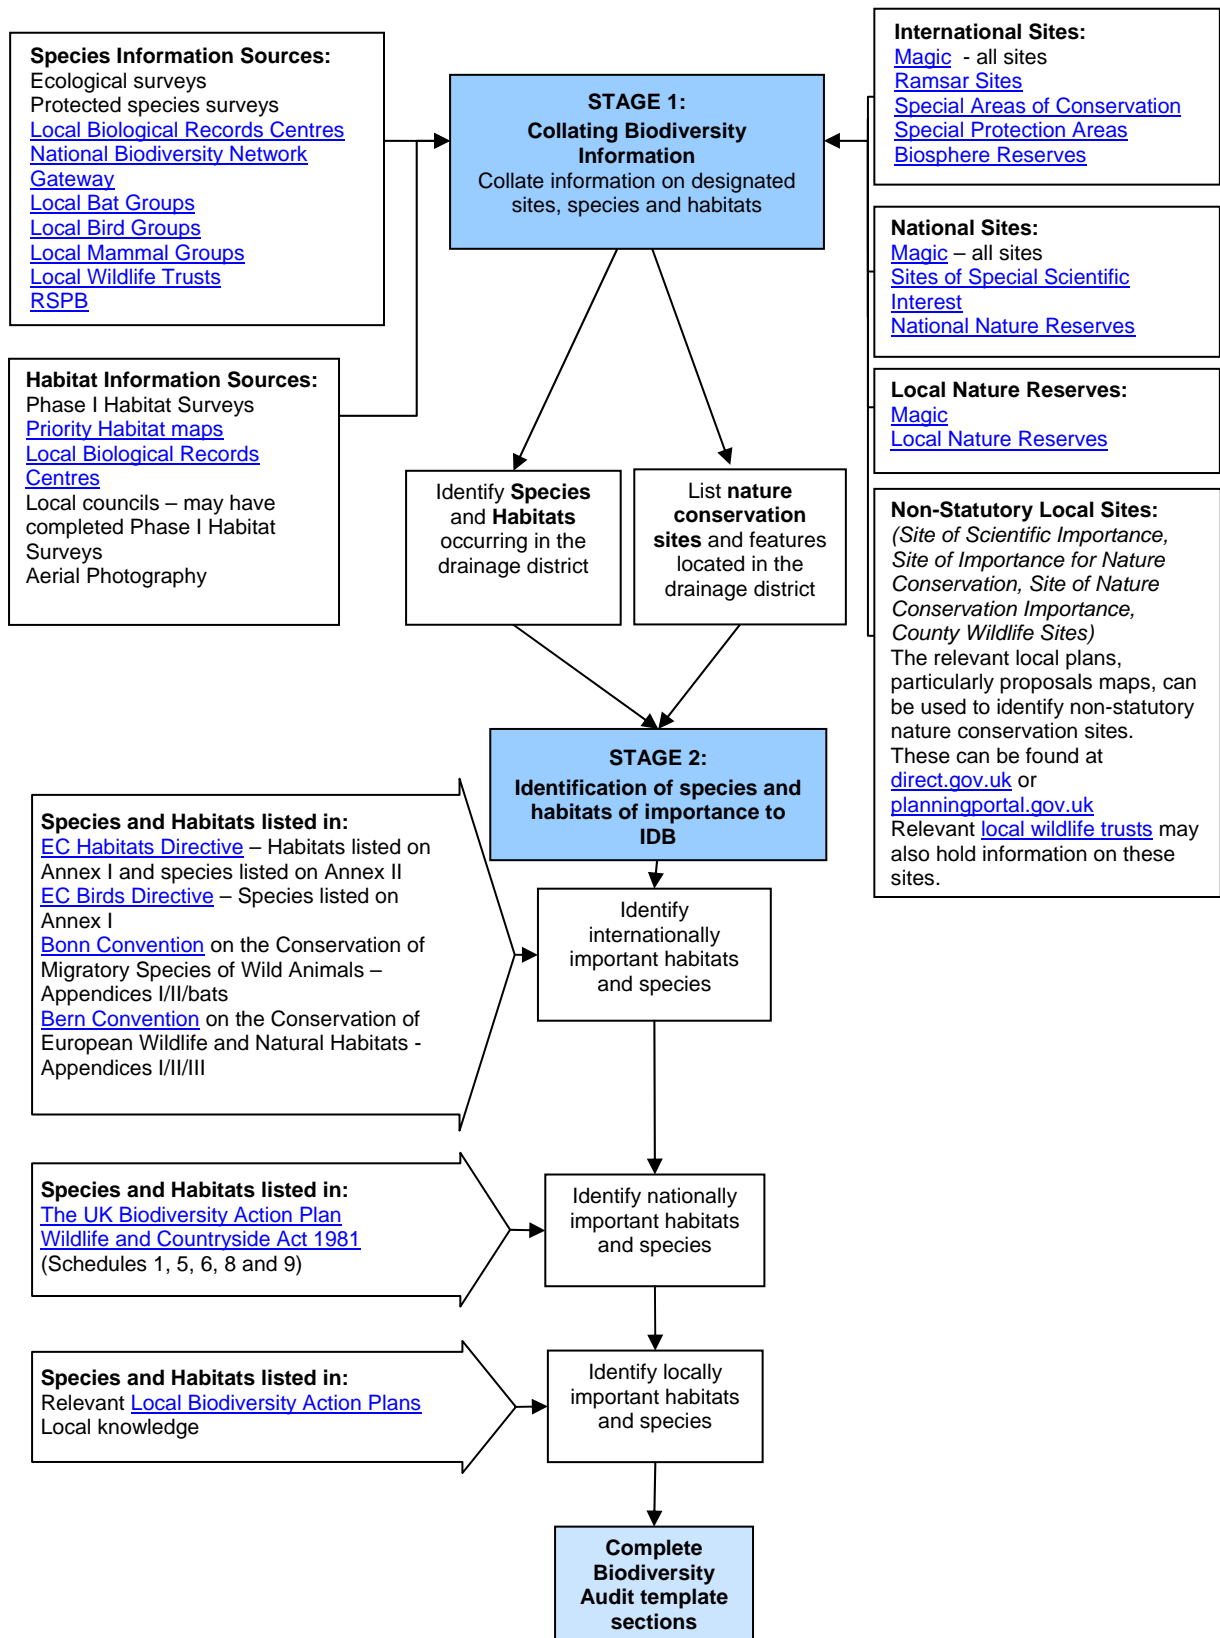 Species Information Sources:
Ecological surveys
Protected species surveys
Local Biological Records Centres
National Biodiversity Network
Gateway
Local Bat Groups
Local Bird Groups
Local Mammal Groups
Local Wildlife Trusts
RSPB
Habitat Information Sources:
Phase I Habitat Surveys
Priority Habitat maps
Local Biological Records
Centres
Local councils – may have
completed Phase I Habitat
Surveys
Aerial Photography
STAGE 1:
Collating Biodiversity
Information
Collate information on designated
sites, species and habitats
International Sites:
Magic - all sites
Ramsar Sites
Special Areas of Conservation
Special Protection Areas
Biosphere Reserves
National Sites:
Magic – all sites
Sites of Special Scientific
Interest
National Nature Reserves
Local Nature Reserves:
Magic
Local Nature Reserves
Non-Statutory Local Sites:
(Site of Scientific Importance,
Site of Importance for Nature
Conservation, Site of Nature
Conservation Importance,
County Wildlife Sites)
The relevant local plans,
particularly proposals maps, can
be used to identify non-statutory
nature conservation sites.
These can be found at
direct.gov.uk or
planningportal.gov.uk
Relevant local wildlife trusts may
also hold information on these
sites.
Identify Species
and Habitats
occurring in the
drainage district
List nature
conservation
sites and features
located in the
drainage district
STAGE 2:
Identification of species and
habitats of importance to
IDB
Species and Habitats listed in:
EC Habitats Directive – Habitats listed on
Annex I and species listed on Annex II
EC Birds Directive – Species listed on
Annex I
Bonn Convention on the Conservation of
Migratory Species of Wild Animals –
Appendices I/II/bats
Bern Convention on the Conservation of
European Wildlife and Natural Habitats -
Appendices I/II/III
Identify
internationally
important habitats
and species
Species and Habitats listed in:
The UK Biodiversity Action Plan
Wildlife and Countryside Act 1981
(Schedules 1, 5, 6, 8 and 9)
Identify nationally
important habitats
and species
Species and Habitats listed in:
Relevant Local Biodiversity Action Plans
Local knowledge
Identify locally
important habitats
and species
Complete
Biodiversity
Audit template
sections